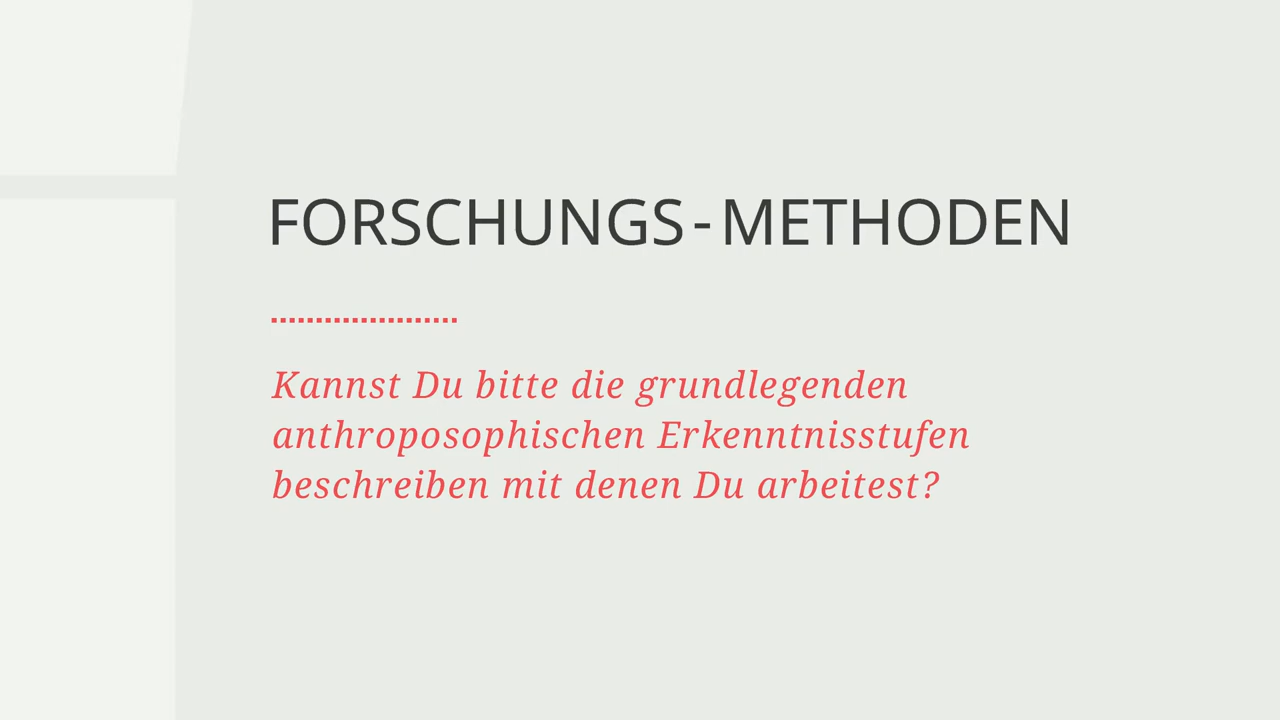 FORSCHUNGS-METHODEN
Kannst Du bitte die grundlegenden
anthroposophischen Erkenntnisstufen
beschreiben mit denen Du arbeitest?